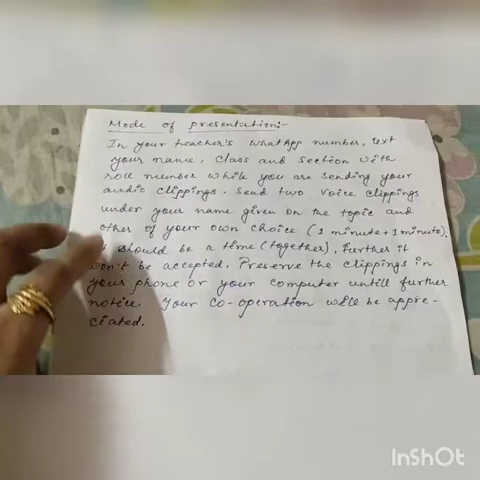 Mode of presentation:-
In your teacher's WhatsApp number, text
your name, Class and Section with
roll number while you are sending your
audio clippings. Send two voice clippings
under your name given on the topic and
other of your own choice (1 minute + 1 minute).
should be a time (together). Further it
won't be accepted. Preserve the clippings in
your phone or your computer untill further
notice. Your Co-operation will be appre-
ciated.
InShOt